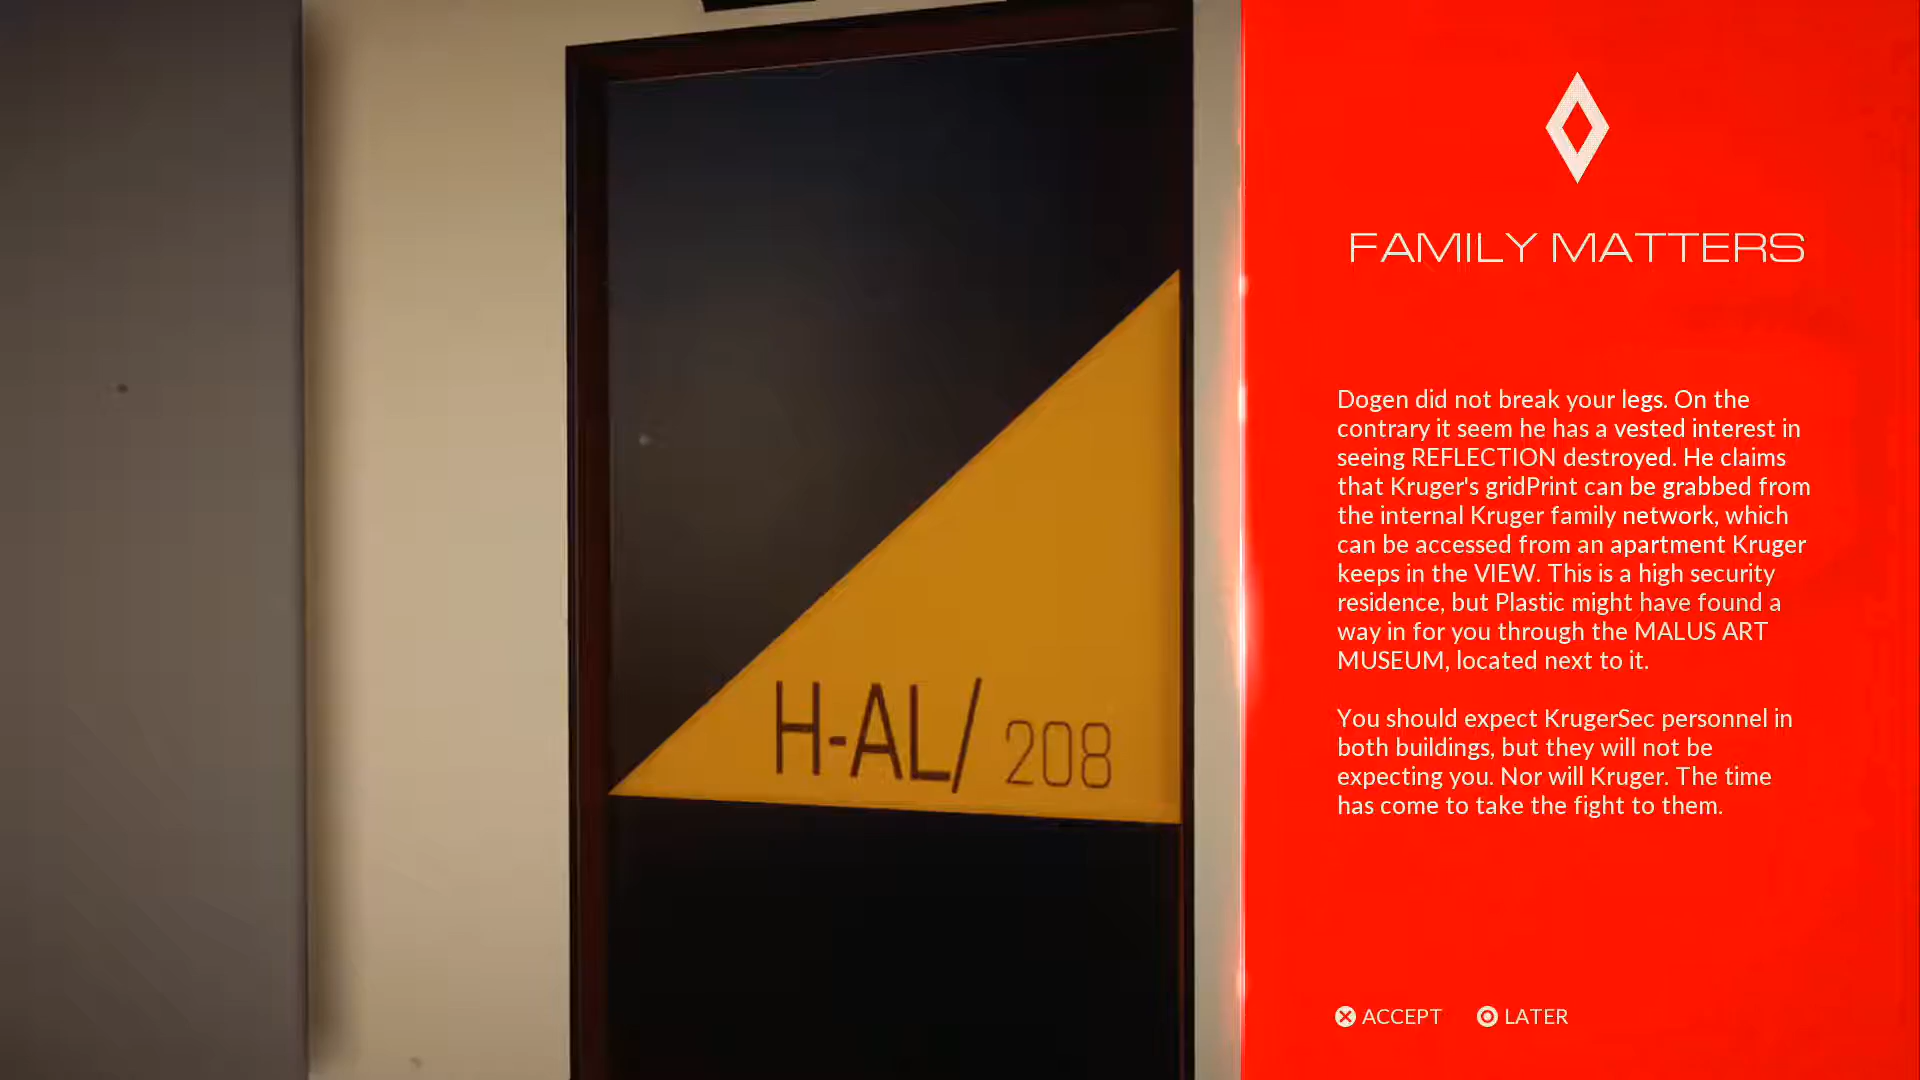 H-AL/ 208
FAMILY MATTERS
Dogen did not break your legs. On the
contrary it seem he has a vested interest in
seeing REFLECTION destroyed. He claims
that Kruger's gridPrint can be grabbed from
the internal Kruger family network, which
can be accessed from an apartment Kruger
keeps in the VIEW. This is a high security
residence, but Plastic might have found a
way in for you through the MALUS ART
MUSEUM, located next to it.
You should expect KrugerSec personnel in
both buildings, but they will not be
expecting you. Nor will Kruger. The time
has come to take the fight to them.
ACCEPT LATER